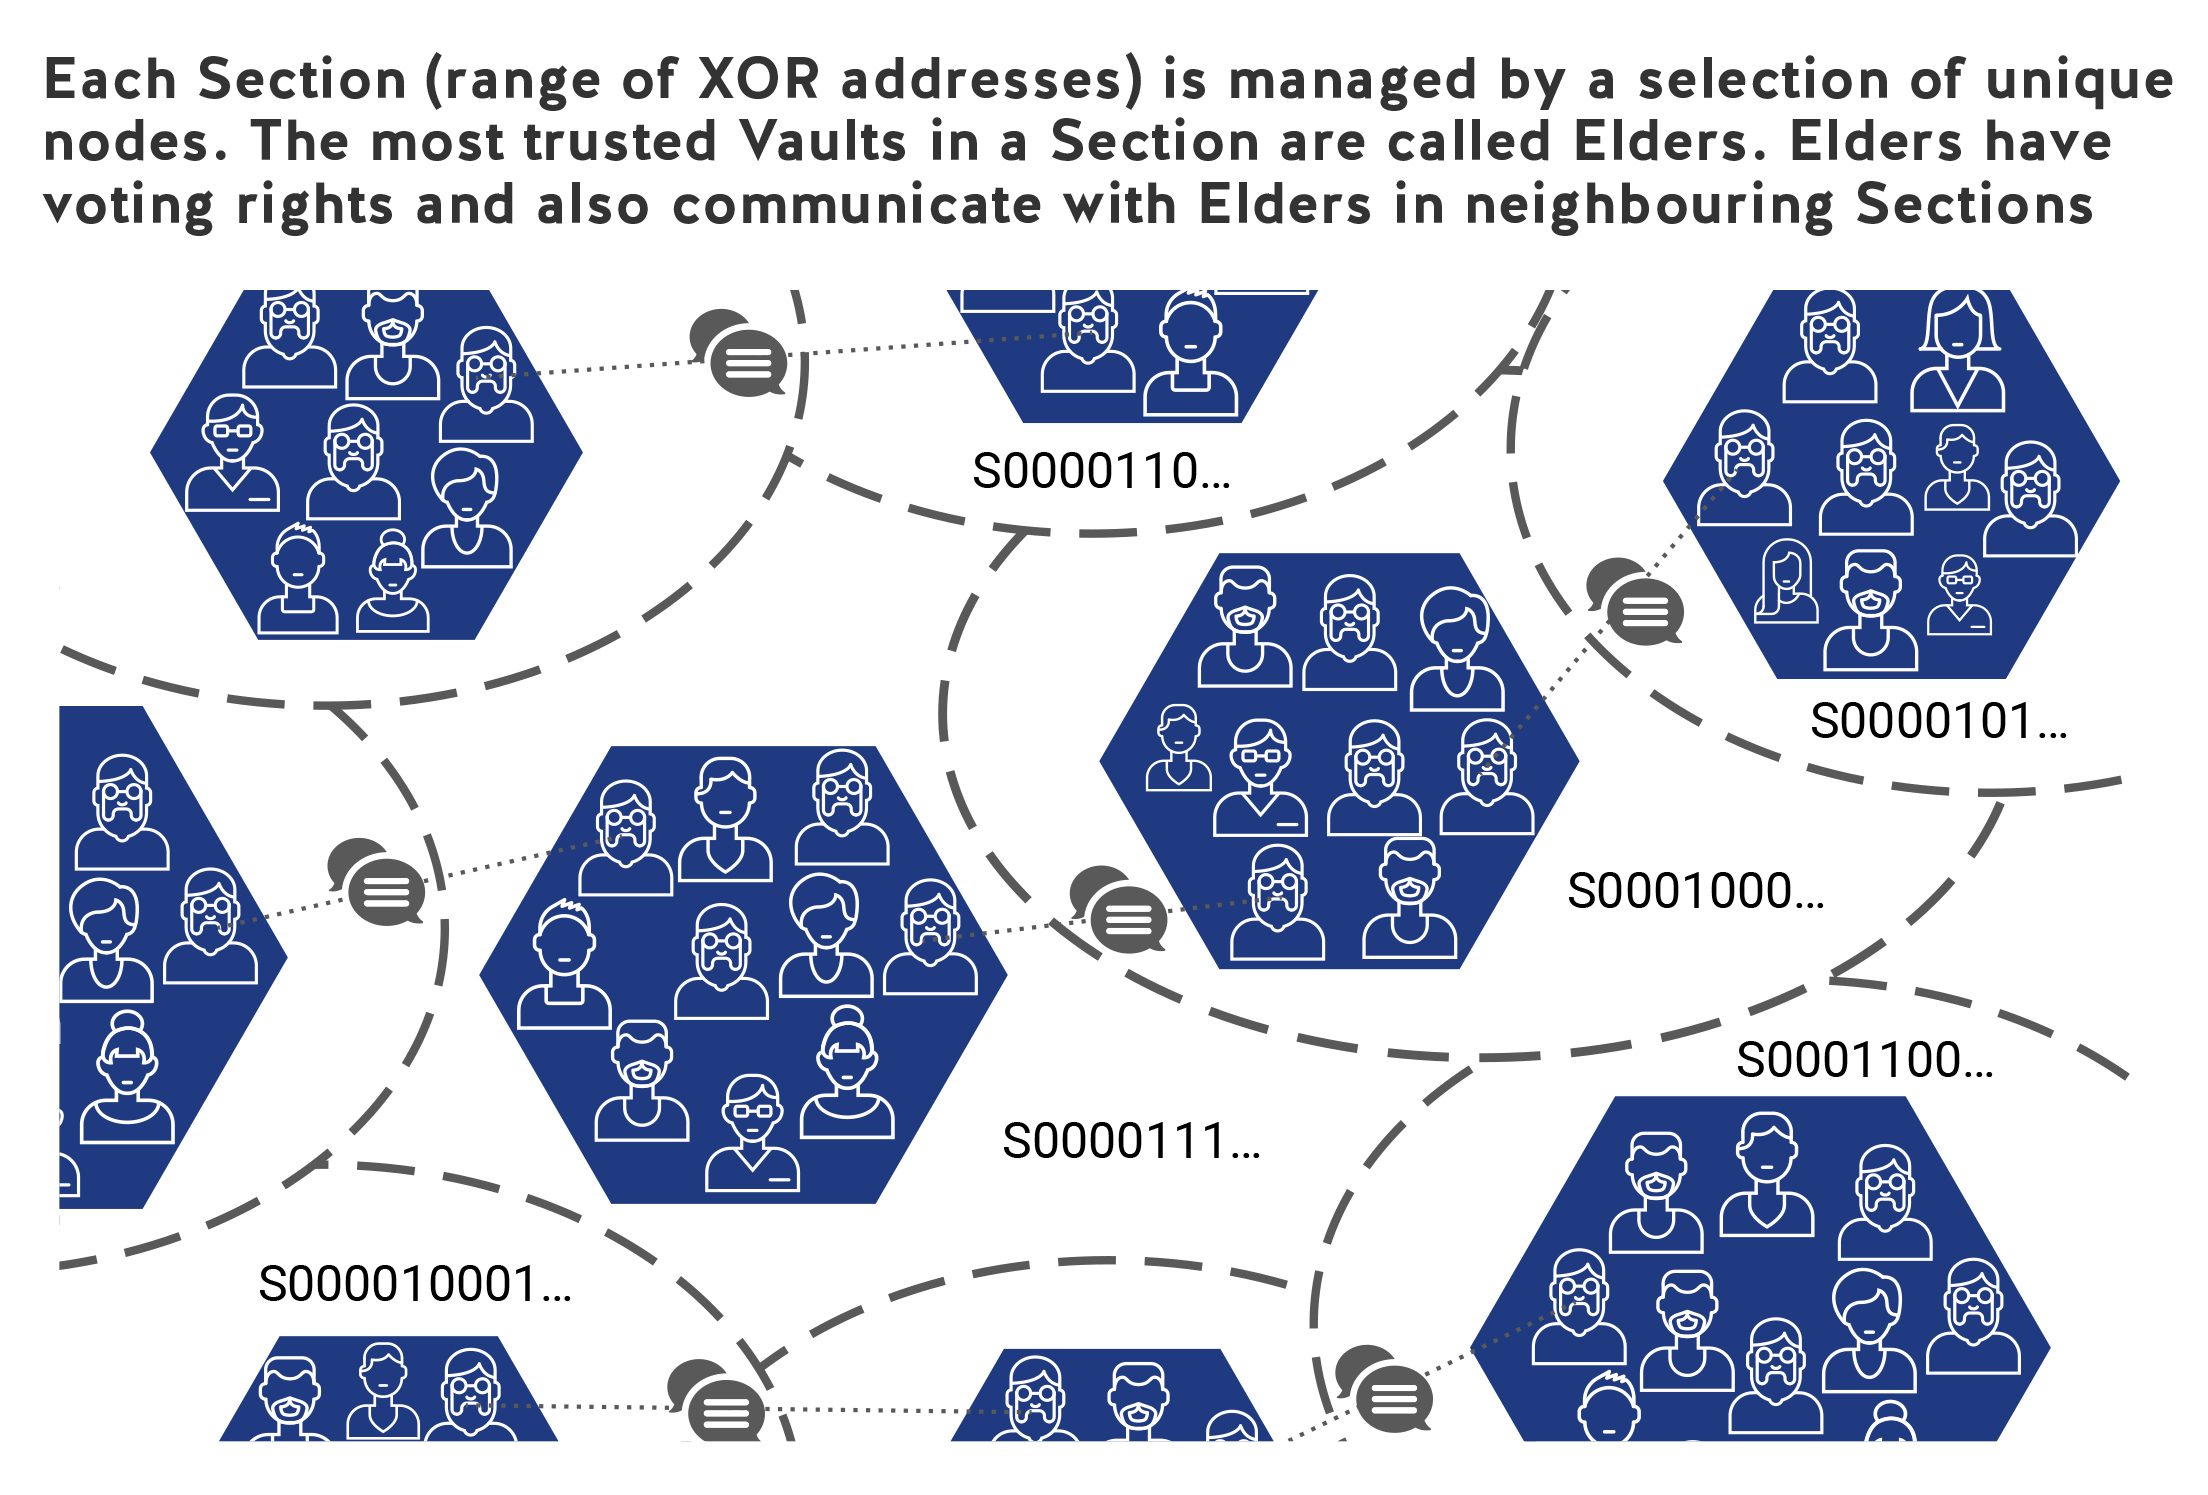 Each Section (range of XOR addresses) is managed by a selection of unique
nodes. The most trusted Vaults in a Section are called Elders. Elders have
voting rights and also communicate with Elders in neighbouring Sections
S0000110...
S0000101...
S0001000...
S0001100...
S0000111...
S000010001...